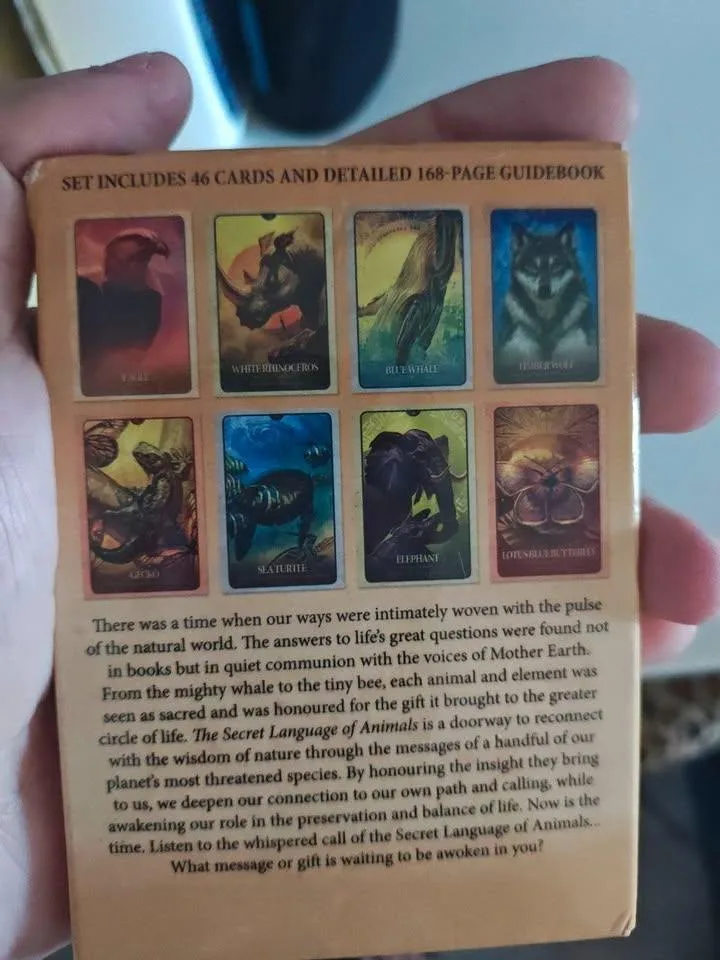 SET INCLUDES 46 CARDS AND DETAILED 168-PAGE GUIDEBOOK
EAGLE
WHITE RHINOCEROS
BLUE WHALE
TIMBER WOLF
GECKO
SEA TURTLE
ELEPHANT
LOTUS BLUE BUTTERFLY
There was a time when our ways were intimately woven with the pulse
of the natural world. The answers to life's great questions were found not
in books but in quiet communion with the voices of Mother Earth.
From the mighty whale to the tiny bee, each animal and element was
seen as sacred and was honoured for the gift it brought to the greater
circle of life. The Secret Language of Animals is a doorway to reconnect
with the wisdom of nature through the messages of a handful of our
planet's most threatened species. By honouring the insight they bring
to us, we deepen our connection to our own path and calling, while
awakening our role in the preservation and balance of life. Now is the
time. Listen to the whispered call of the Secret Language of Animals...
What message or gift is waiting to be awoken in you?